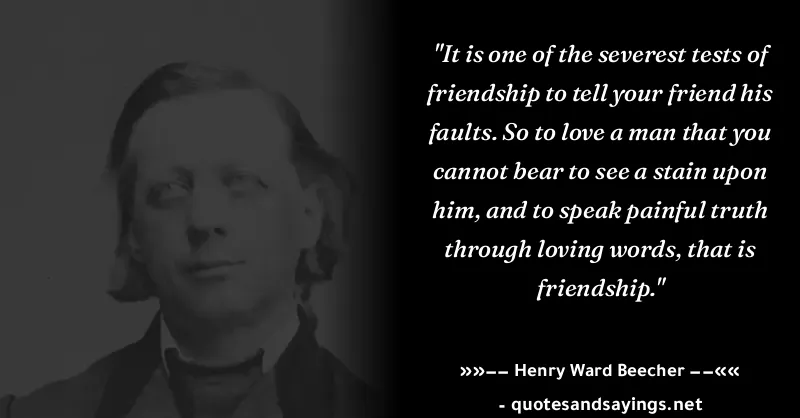 "It is one of the severest tests of
friendship to tell your friend his
faults. So to love a man that you
cannot bear to see a stain upon
him, and to speak painful truth
through loving words, that is
friendship."
»»−− Henry Ward Beecher −−««
- quotesandsayings.net